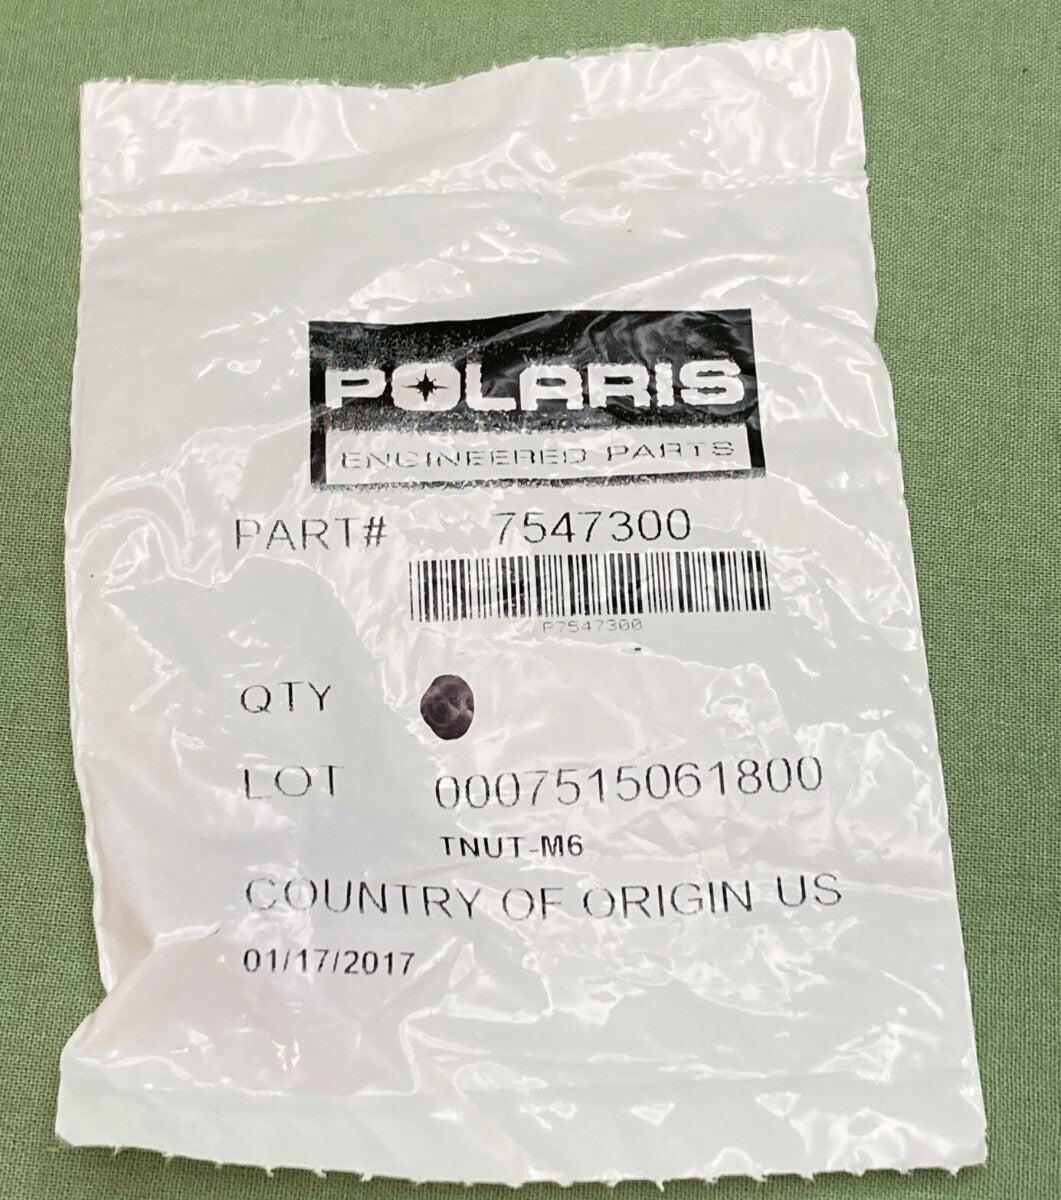 POLARIS
ENGINEERED PARTS
PART# 7547300
P7547300
QTY
LOT 0007515061800
TNUT-M6
COUNTRY OF ORIGIN US
01/17/2017